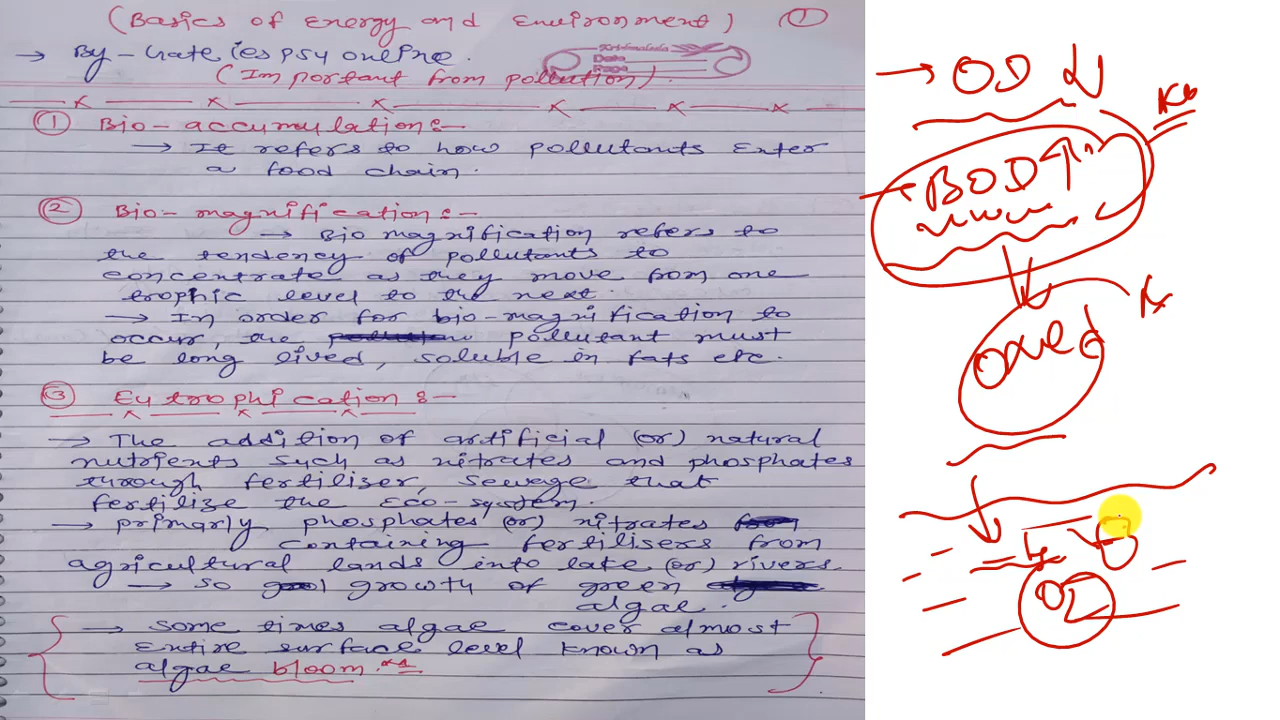 (Basics of Energy and Environment) ①
→ By - Gate ies psy online
Krishnaleela
Date
Page
(Important from pollution).
① Bio-accumulation:-
→ It refers to how pollutants enter
a food chain.
② Bio-magnification:-
→ Bio magnification refers to
the tendency of pollutants to
concentrate as they move from one
trophic level to the next.
→ In order for bio-magnification to
occur, the pollutant must
be long lived, soluble in fats etc.
③ Eutrophication:-
→ The addition of artificial (or) natural
nutrients such as nitrates and phosphates
through fertiliser, sewage that
fertilize the Eco-system.
→ primarly phosphates (or) nitrates
containing fertilisers from
agricultural lands into late (or) rivers.
→ so growth of green
algae.
→ some times algae cover almost
entire surface level known as
algae bloom.
→ OD
BOD↑
O2